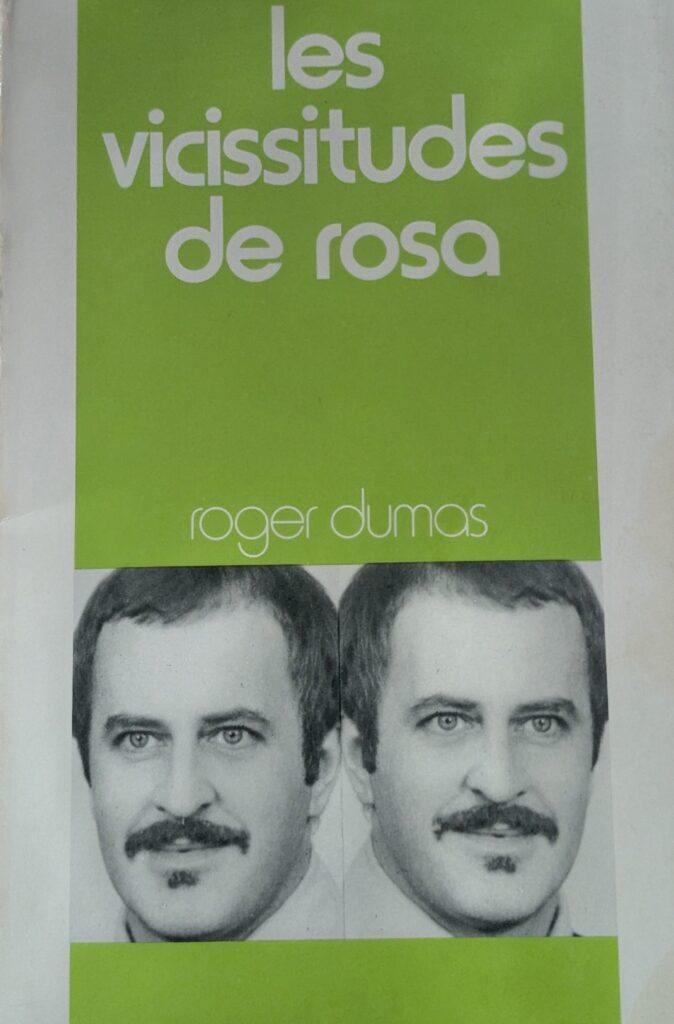 les
vicissitudes
de rosa
roger dumas